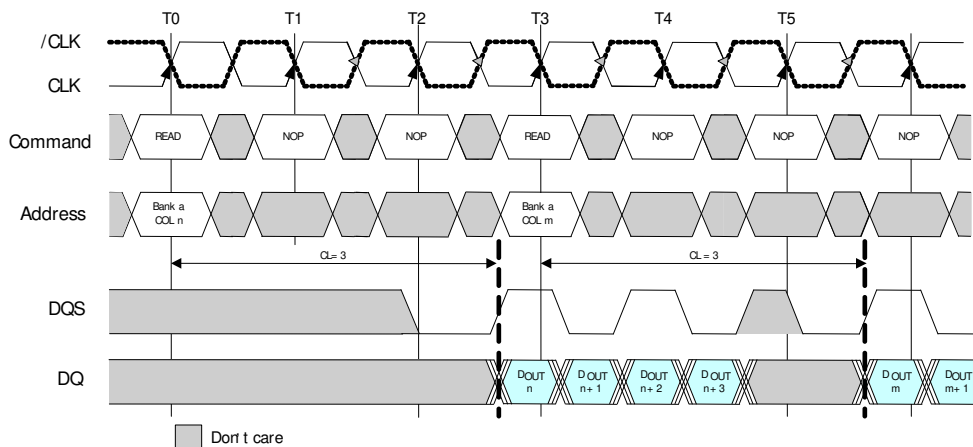 T0 T1 T2 T3 T4 T5
/CLK
CLK
Command READ NOP NOP READ NOP NOP NOP
Address Bank a COL n Bank a COL m
CL= 3 CL= 3
DQS
DQ DOUT n DOUT n+ 1 DOUT n+ 2 DOUT n+ 3 DOUT m DOUT m+ 1
Don't care